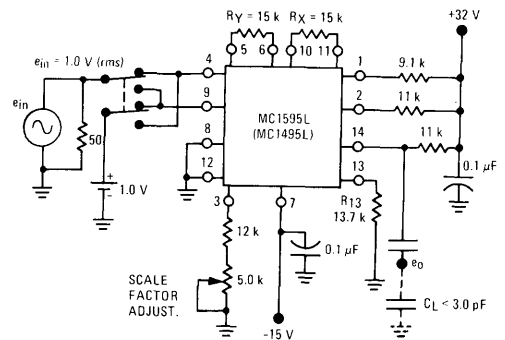 RY = 15 k
RX = 15 k
+32 V
ein = 1.0 V (rms)
4
5
6
10
11
1
9.1 k
ein
9
MC1595L
(MC1495L)
2
11 k
50
8
14
11 k
12
13
0.1 µF
+
-
1.0 V
3
7
R13
13.7 k
12 k
0.1 µF
eo
SCALE
FACTOR
ADJUST.
5.0 k
CL < 3.0 pF
-15 V